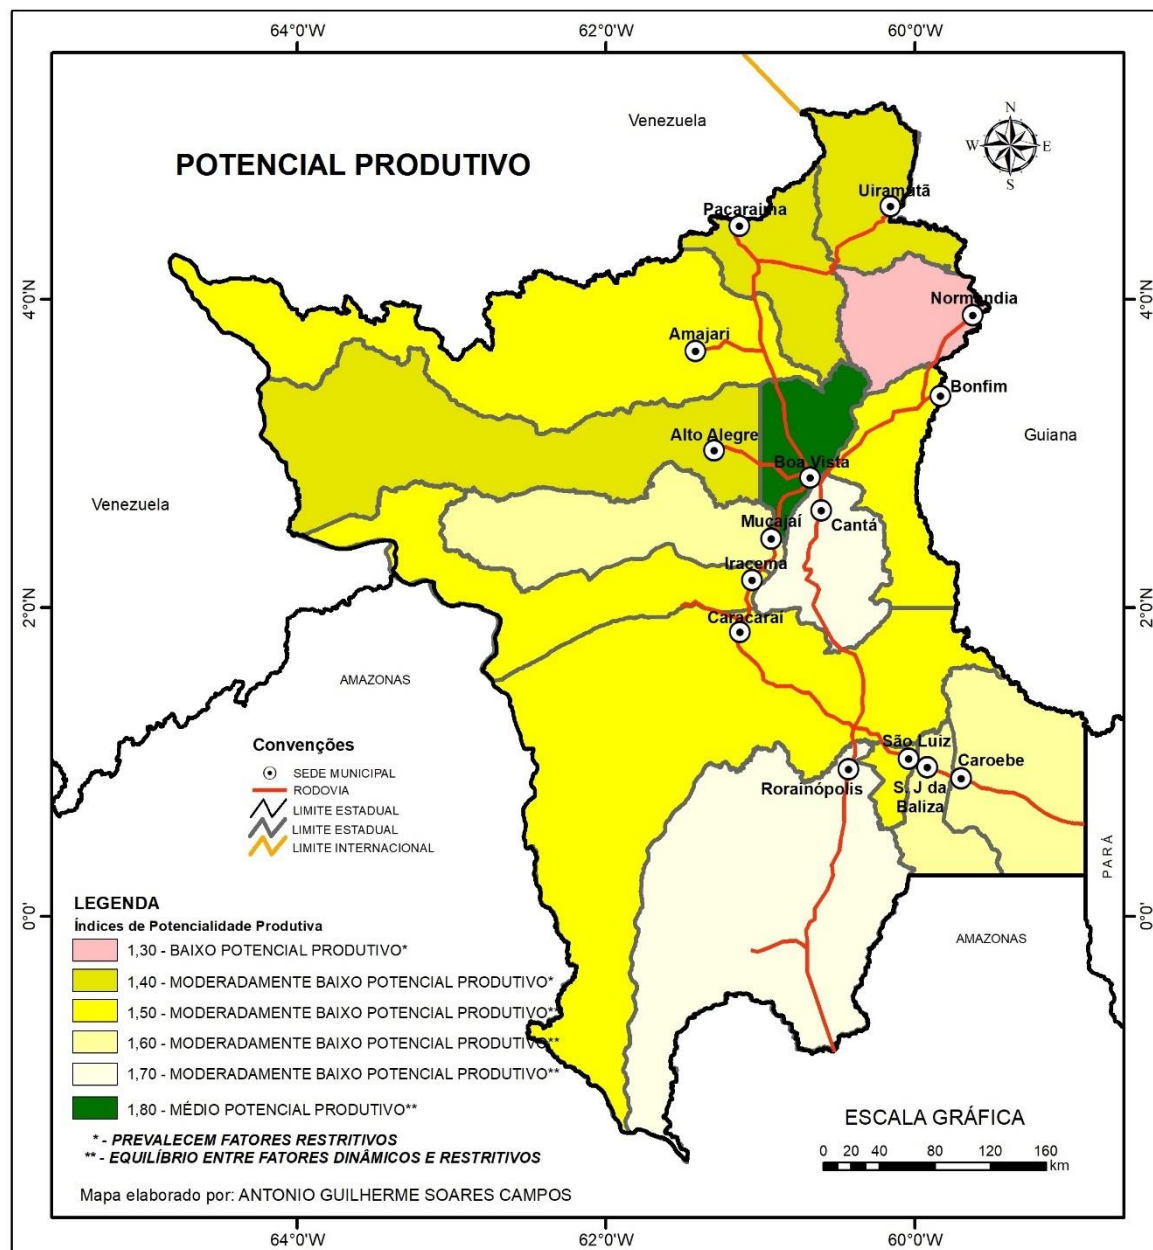 64°0'W
62°0'W
60°0'W
Venezuela
N
W
E
S
POTENCIAL PRODUTIVO
Uiramutã
Pacaraima
4°0'N
4°0'N
Normandia
Amajari
Bonfim
Alto Alegre
Guiana
Boa Vista
Venezuela
Mucajaí
Cantá
Iracema
2°0'N
2°0'N
Caracaraí
AMAZONAS
São Luiz
Caroebe
Rorainópolis
S. J da
Baliza
Convenções
SEDE MUNICIPAL
RODOVIA
LIMITE ESTADUAL
LIMITE ESTADUAL
LIMITE INTERNACIONAL
PARÁ
0°0'
0°0'
AMAZONAS
LEGENDA
Índices de Potencialidade Produtiva
1,30 - BAIXO POTENCIAL PRODUTIVO*
1,40 - MODERADAMENTE BAIXO POTENCIAL PRODUTIVO*
1,50 - MODERADAMENTE BAIXO POTENCIAL PRODUTIVO**
1,60 - MODERADAMENTE BAIXO POTENCIAL PRODUTIVO**
1,70 - MODERADAMENTE BAIXO POTENCIAL PRODUTIVO**
1,80 - MÉDIO POTENCIAL PRODUTIVO**
* - PREVALECEM FATORES RESTRITIVOS
** - EQUILÍBRIO ENTRE FATORES DINÂMICOS E RESTRITIVOS
Mapa elaborado por: ANTONIO GUILHERME SOARES CAMPOS
ESCALA GRÁFICA
0 20 40 80 120 160
km
64°0'W
62°0'W
60°0'W